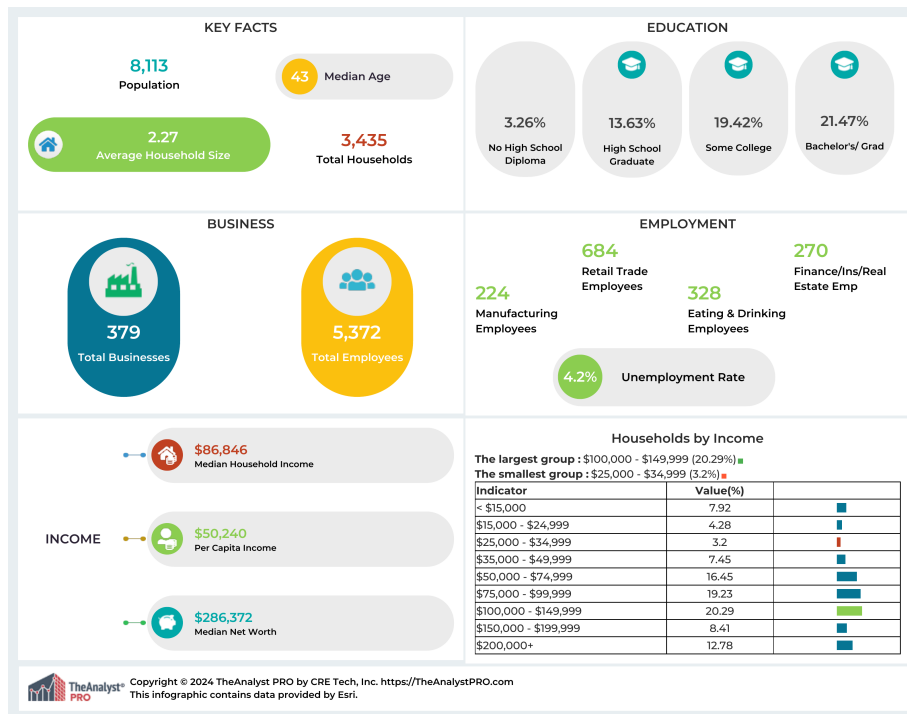 KEY FACTS
8,113
Population
43
Median Age
2.27
Average Household Size
3,435
Total Households
EDUCATION
3.26%
No High School
Diploma
13.63%
High School
Graduate
19.42%
Some College
21.47%
Bachelor's/ Grad
BUSINESS
379
Total Businesses
5,372
Total Employees
EMPLOYMENT
224
Manufacturing
Employees
684
Retail Trade
Employees
328
Eating & Drinking
Employees
270
Finance/Ins/Real
Estate Emp
4.2%
Unemployment Rate
INCOME
$86,846
Median Household Income
$50,240
Per Capita Income
$286,372
Median Net Worth
Households by Income
The largest group : $100,000 - $149,999 (20.29%)
The smallest group : $25,000 - $34,999 (3.2%)
Indicator Value(%)
< $15,000 7.92
$15,000 - $24,999 4.28
$25,000 - $34,999 3.2
$35,000 - $49,999 7.45
$50,000 - $74,999 16.45
$75,000 - $99,999 19.23
$100,000 - $149,999 20.29
$150,000 - $199,999 8.41
$200,000+ 12.78
TheAnalyst®
PRO
Copyright © 2024 TheAnalyst PRO by CRE Tech, Inc. https://TheAnalystPRO.com
This infographic contains data provided by Esri.